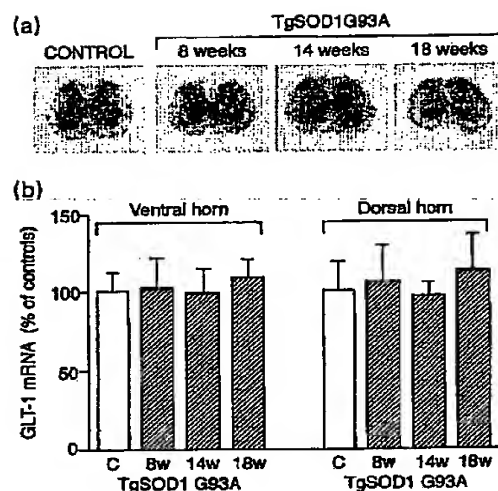 (a)
TgSOD1G93A
CONTROL 8 weeks 14 weeks 18 weeks
(b)
Ventral horn Dorsal horn
GLT-1 mRNA (% of controls)
150
100
50
0
C 8w 14w 18w C 8w 14w 18w
TgSOD1 G93A TgSOD1 G93A